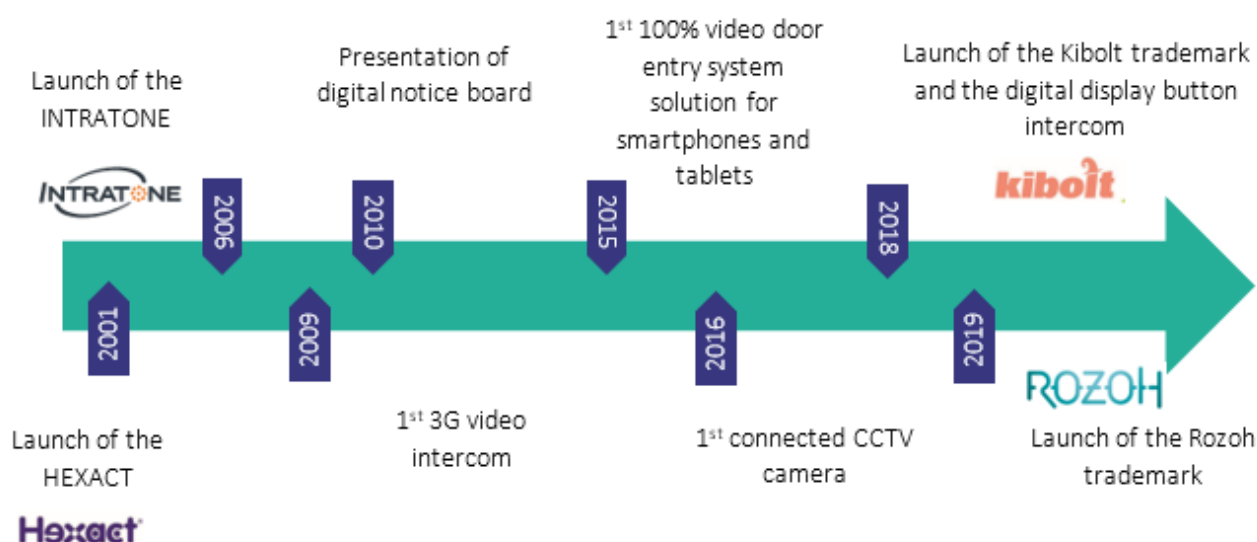 Launch of the
INTRATONE
INTRATONE
2006
Presentation of
digital notice board
2010
1st 100% video door
entry system
solution for
smartphones and
tablets
2015
Launch of the Kibolt trademark
and the digital display button
intercom
kibolt
2018
2001
Launch of the
HEXACT
Hexact
2009
1st 3G video
intercom
2016
1st connected CCTV
camera
2019
ROZOH
Launch of the Rozoh
trademark